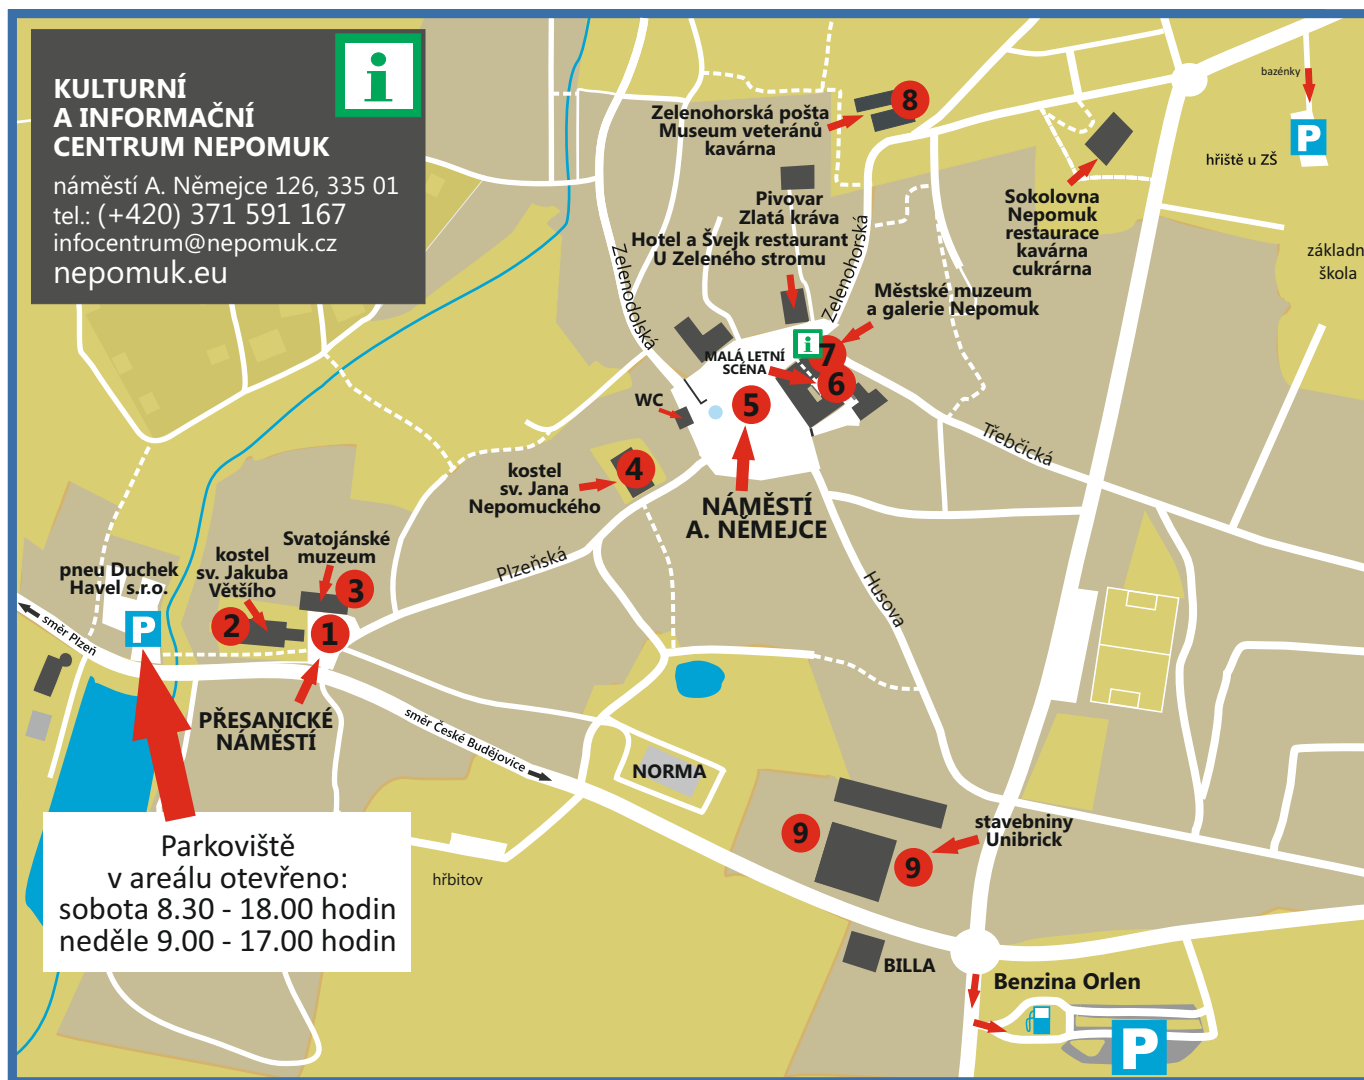 KULTURNÍ
A INFORMAČNÍ
CENTRUM NEPOMUK
náměstí A. Němejce 126, 335 01
tel.: (+420) 371 591 167
infocentrum@nepomuk.cz
nepomuk.eu
i
bazénky
P
hřiště u ZŠ
základn
škola
Zelenohorská pošta
Museum veteránů
kavárna
8
Sokolovna
Nepomuk
restaurace
kavárna
cukrárna
Pivovar
Zlatá kráva
Hotel a Švejk restaurant
U Zeleného stromu
Zelenodolská
Zelenohorská
Městské muzeum
a galerie Nepomuk
i
7
MALÁ LETNÍ
SCÉNA
6
5
WC
Třebčická
kostel
sv. Jana
Nepomuckého
4
NÁMĚSTÍ
A. NĚMEJCE
Plzeňská
Husova
Svatojánské
muzeum
3
kostel
sv. Jakuba
Většího
2
1
pneu Duchek
Havel s.r.o.
P
směr Plzeň
PŘESANICKÉ
NÁMĚSTÍ
směr České Budějovice
NORMA
9
9
stavebniny
Unibrick
Parkoviště
v areálu otevřeno:
sobota 8.30 - 18.00 hodin
neděle 9.00 - 17.00 hodin
hřbitov
BILLA
Benzina Orlen
P